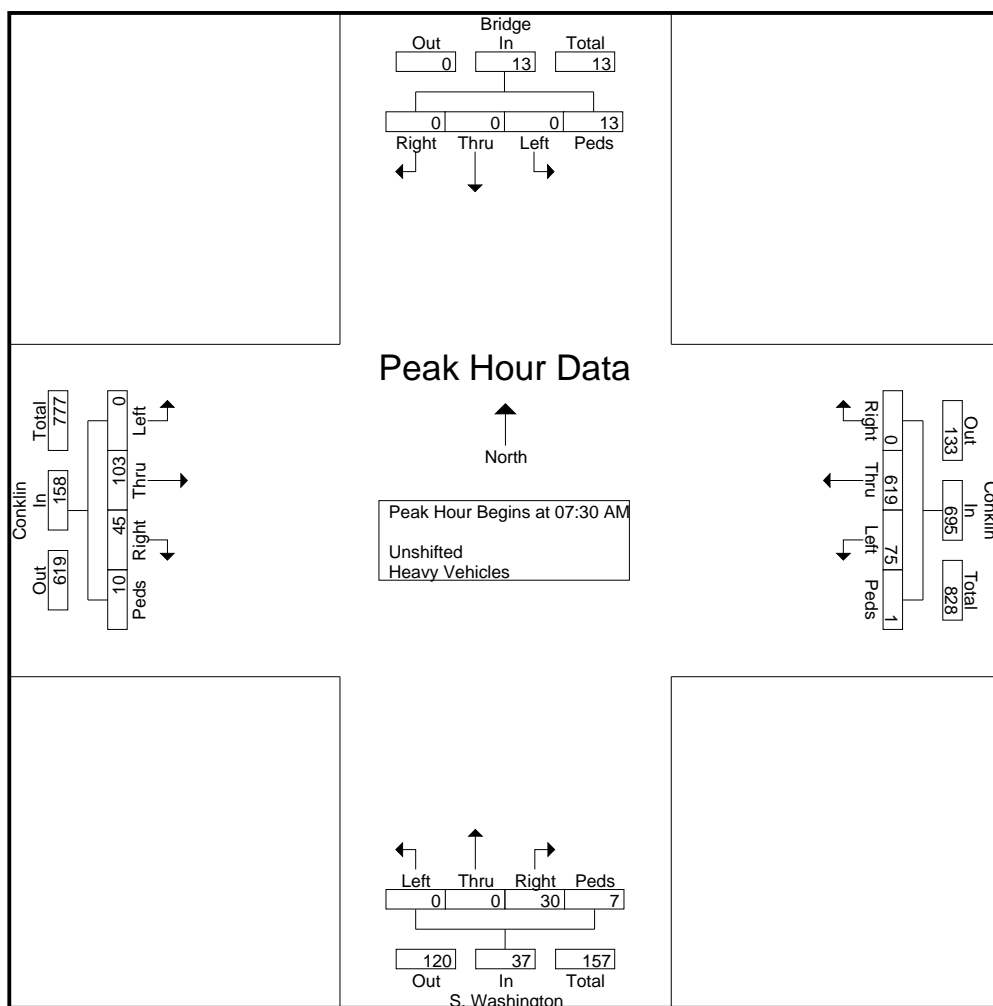 Bridge
Out In Total
0 13 13
0 0 0 13
Right Thru Left Peds
Peak Hour Data
North
Peak Hour Begins at 07:30 AM
Unshifted
Heavy Vehicles
Conklin
Total In Out
777 158 619
0 103 45 10
Left Thru Right Peds
Right Thru Left Peds
0 619 75 1
133 695 828
Out In Total
Conklin
Left Thru Right Peds
0 0 30 7
120 37 157
Out In Total
S. Washington